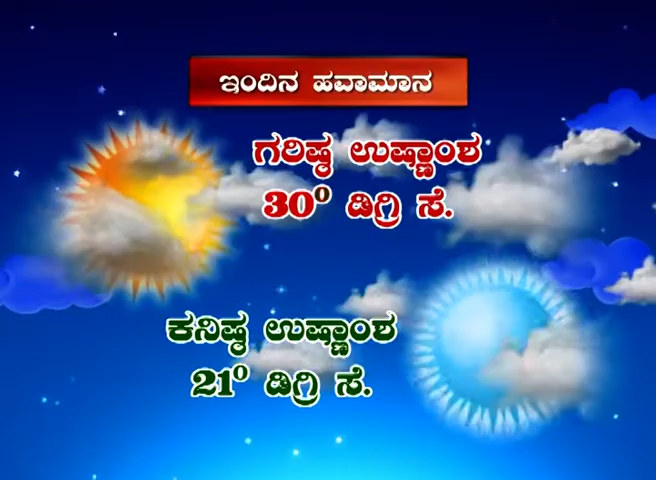 ಇಂದಿನ ಹವಾಮಾನ
ಗರಿಷ್ಠ ಉಷ್ಣಾಂಶ
30⁰ ಡಿಗ್ರಿ ಸೆ.
ಕನಿಷ್ಠ ಉಷ್ಣಾಂಶ
21⁰ ಡಿಗ್ರಿ ಸೆ.